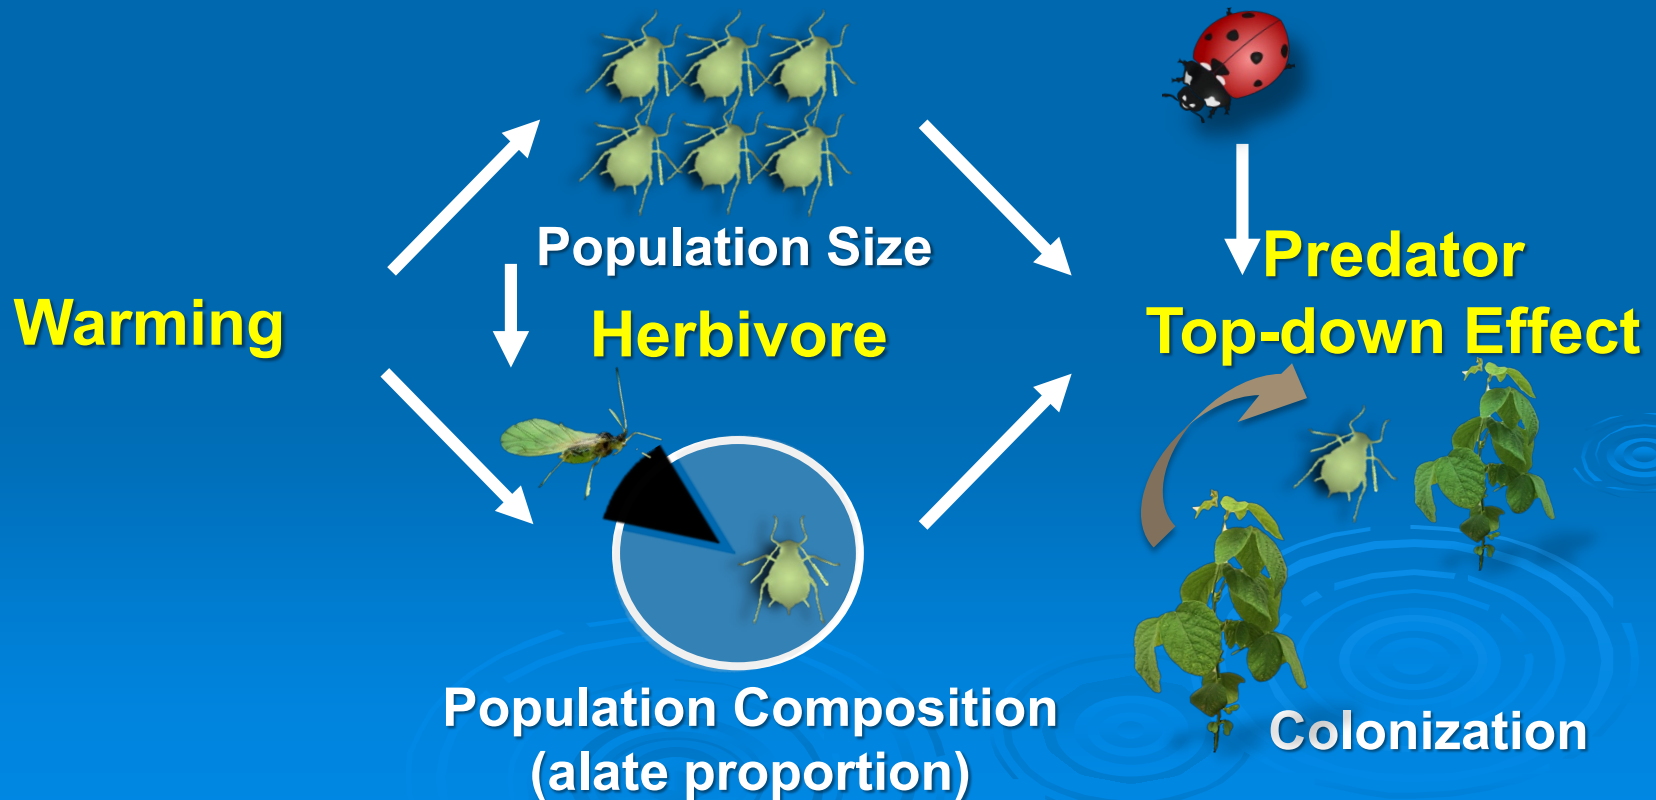 Population Size
Warming
Herbivore
Predator
Top-down Effect
Population Composition
(alate proportion)
Colonization